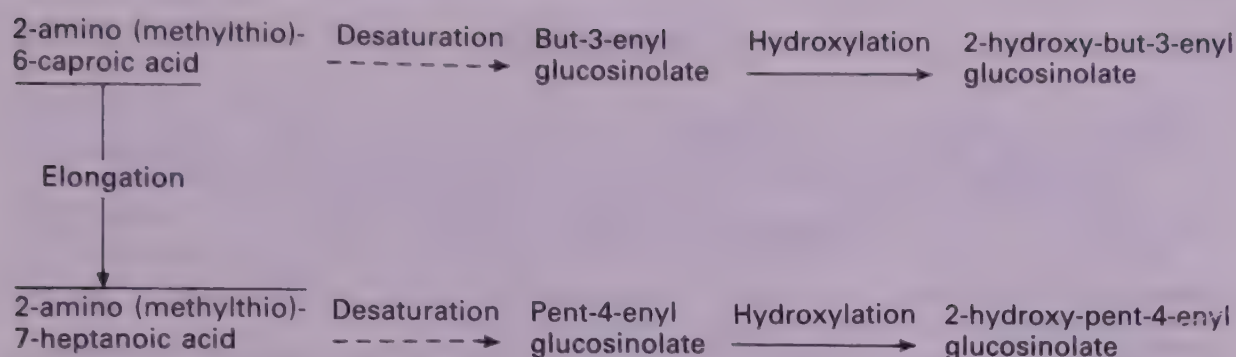 2-amino (methylthio)-
6-caproic acid
Desaturation
But-3-enyl
glucosinolate
Hydroxylation
2-hydroxy-but-3-enyl
glucosinolate
Elongation
2-amino (methylthio)-
7-heptanoic acid
Desaturation
Pent-4-enyl
glucosinolate
Hydroxylation
2-hydroxy-pent-4-enyl
glucosinolate